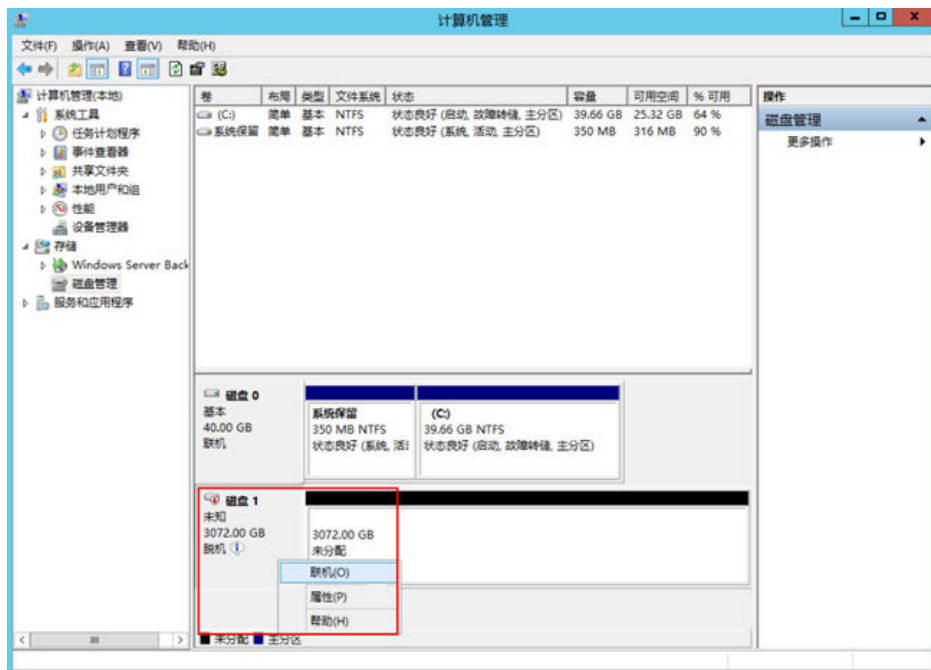 计算机管理
文件(F) 操作(A) 查看(V) 帮助(H)
计算机管理(本地)
系统工具
任务计划程序
事件查看器
共享文件夹
本地用户和组
性能
设备管理器
存储
Windows Server Back
磁盘管理
服务和应用程序
卷 布局 类型 文件系统 状态 容量 可用空间 % 可用
(C:) 简单 基本 NTFS 状态良好 (启动, 故障转储, 主分区) 39.66 GB 25.32 GB 64 %
系统保留 简单 基本 NTFS 状态良好 (系统, 活动, 主分区) 350 MB 316 MB 90 %
操作
磁盘管理
更多操作
磁盘 0
基本
40.00 GB
联机
系统保留
350 MB NTFS
状态良好 (系统, 活
(C:)
39.66 GB NTFS
状态良好 (启动, 故障转储, 主分区)
磁盘 1
未知
3072.00 GB
脱机
3072.00 GB
未分配
联机(O)
属性(P)
帮助(H)
未分配 主分区